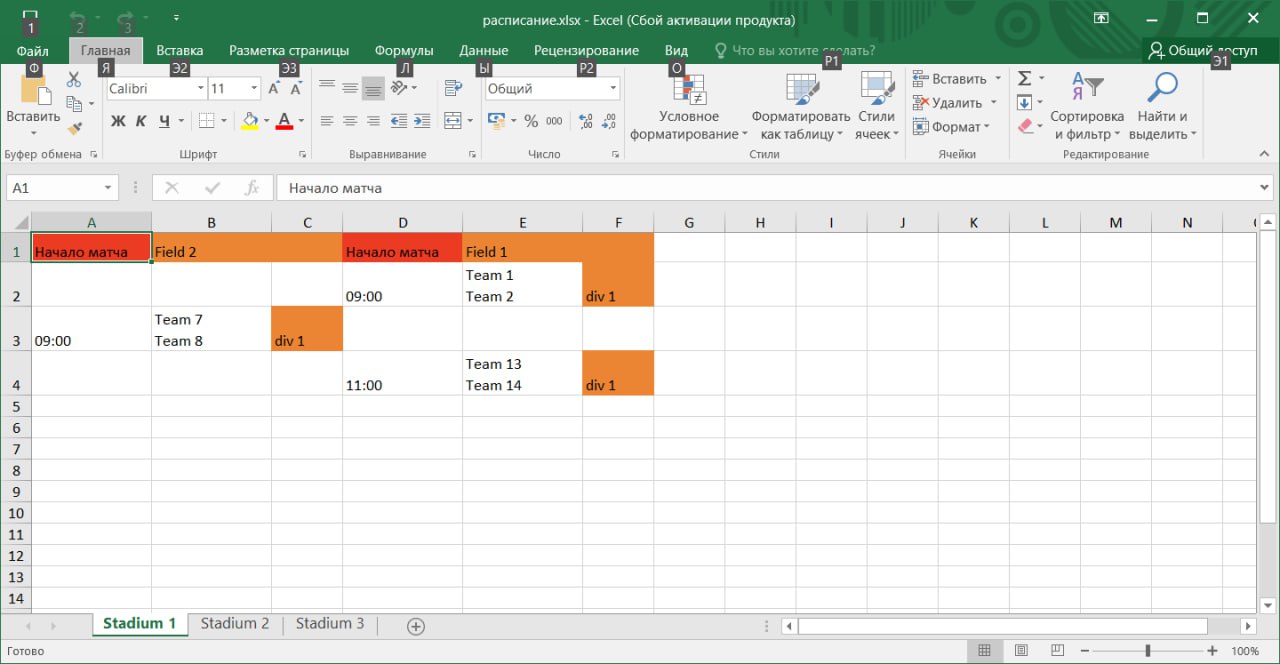 расписание.xlsx - Excel (Сбой активации продукта)
1
2
3
Файл
Главная
Вставка
Разметка страницы
Формулы
Данные
Рецензирование
Вид
Что вы хотите сделать?
Общий доступ
Ф
Я
Э2
Э3
Л
Ы
Р2
О
Р1
Э1
Вставить
Calibri
11
A
A
Ж К Ч
A
Общий
%
000
Условное форматирование
Форматировать как таблицу
Стили ячеек
Вставить
Удалить
Формат
Σ
Сортировка и фильтр
Найти и выделить
Буфер обмена
Шрифт
Выравнивание
Число
Стили
Ячейки
Редактирование
A1
fx
Начало матча
A B C D E F G H I J K L M N
1 Начало матча Field 2 Начало матча Field 1
2 09:00 Team 1
Team 2 div 1
3 09:00 Team 7
Team 8 div 1
4 11:00 Team 13
Team 14 div 1
5
6
7
8
9
10
11
12
13
14
Stadium 1
Stadium 2
Stadium 3
Готово
100%